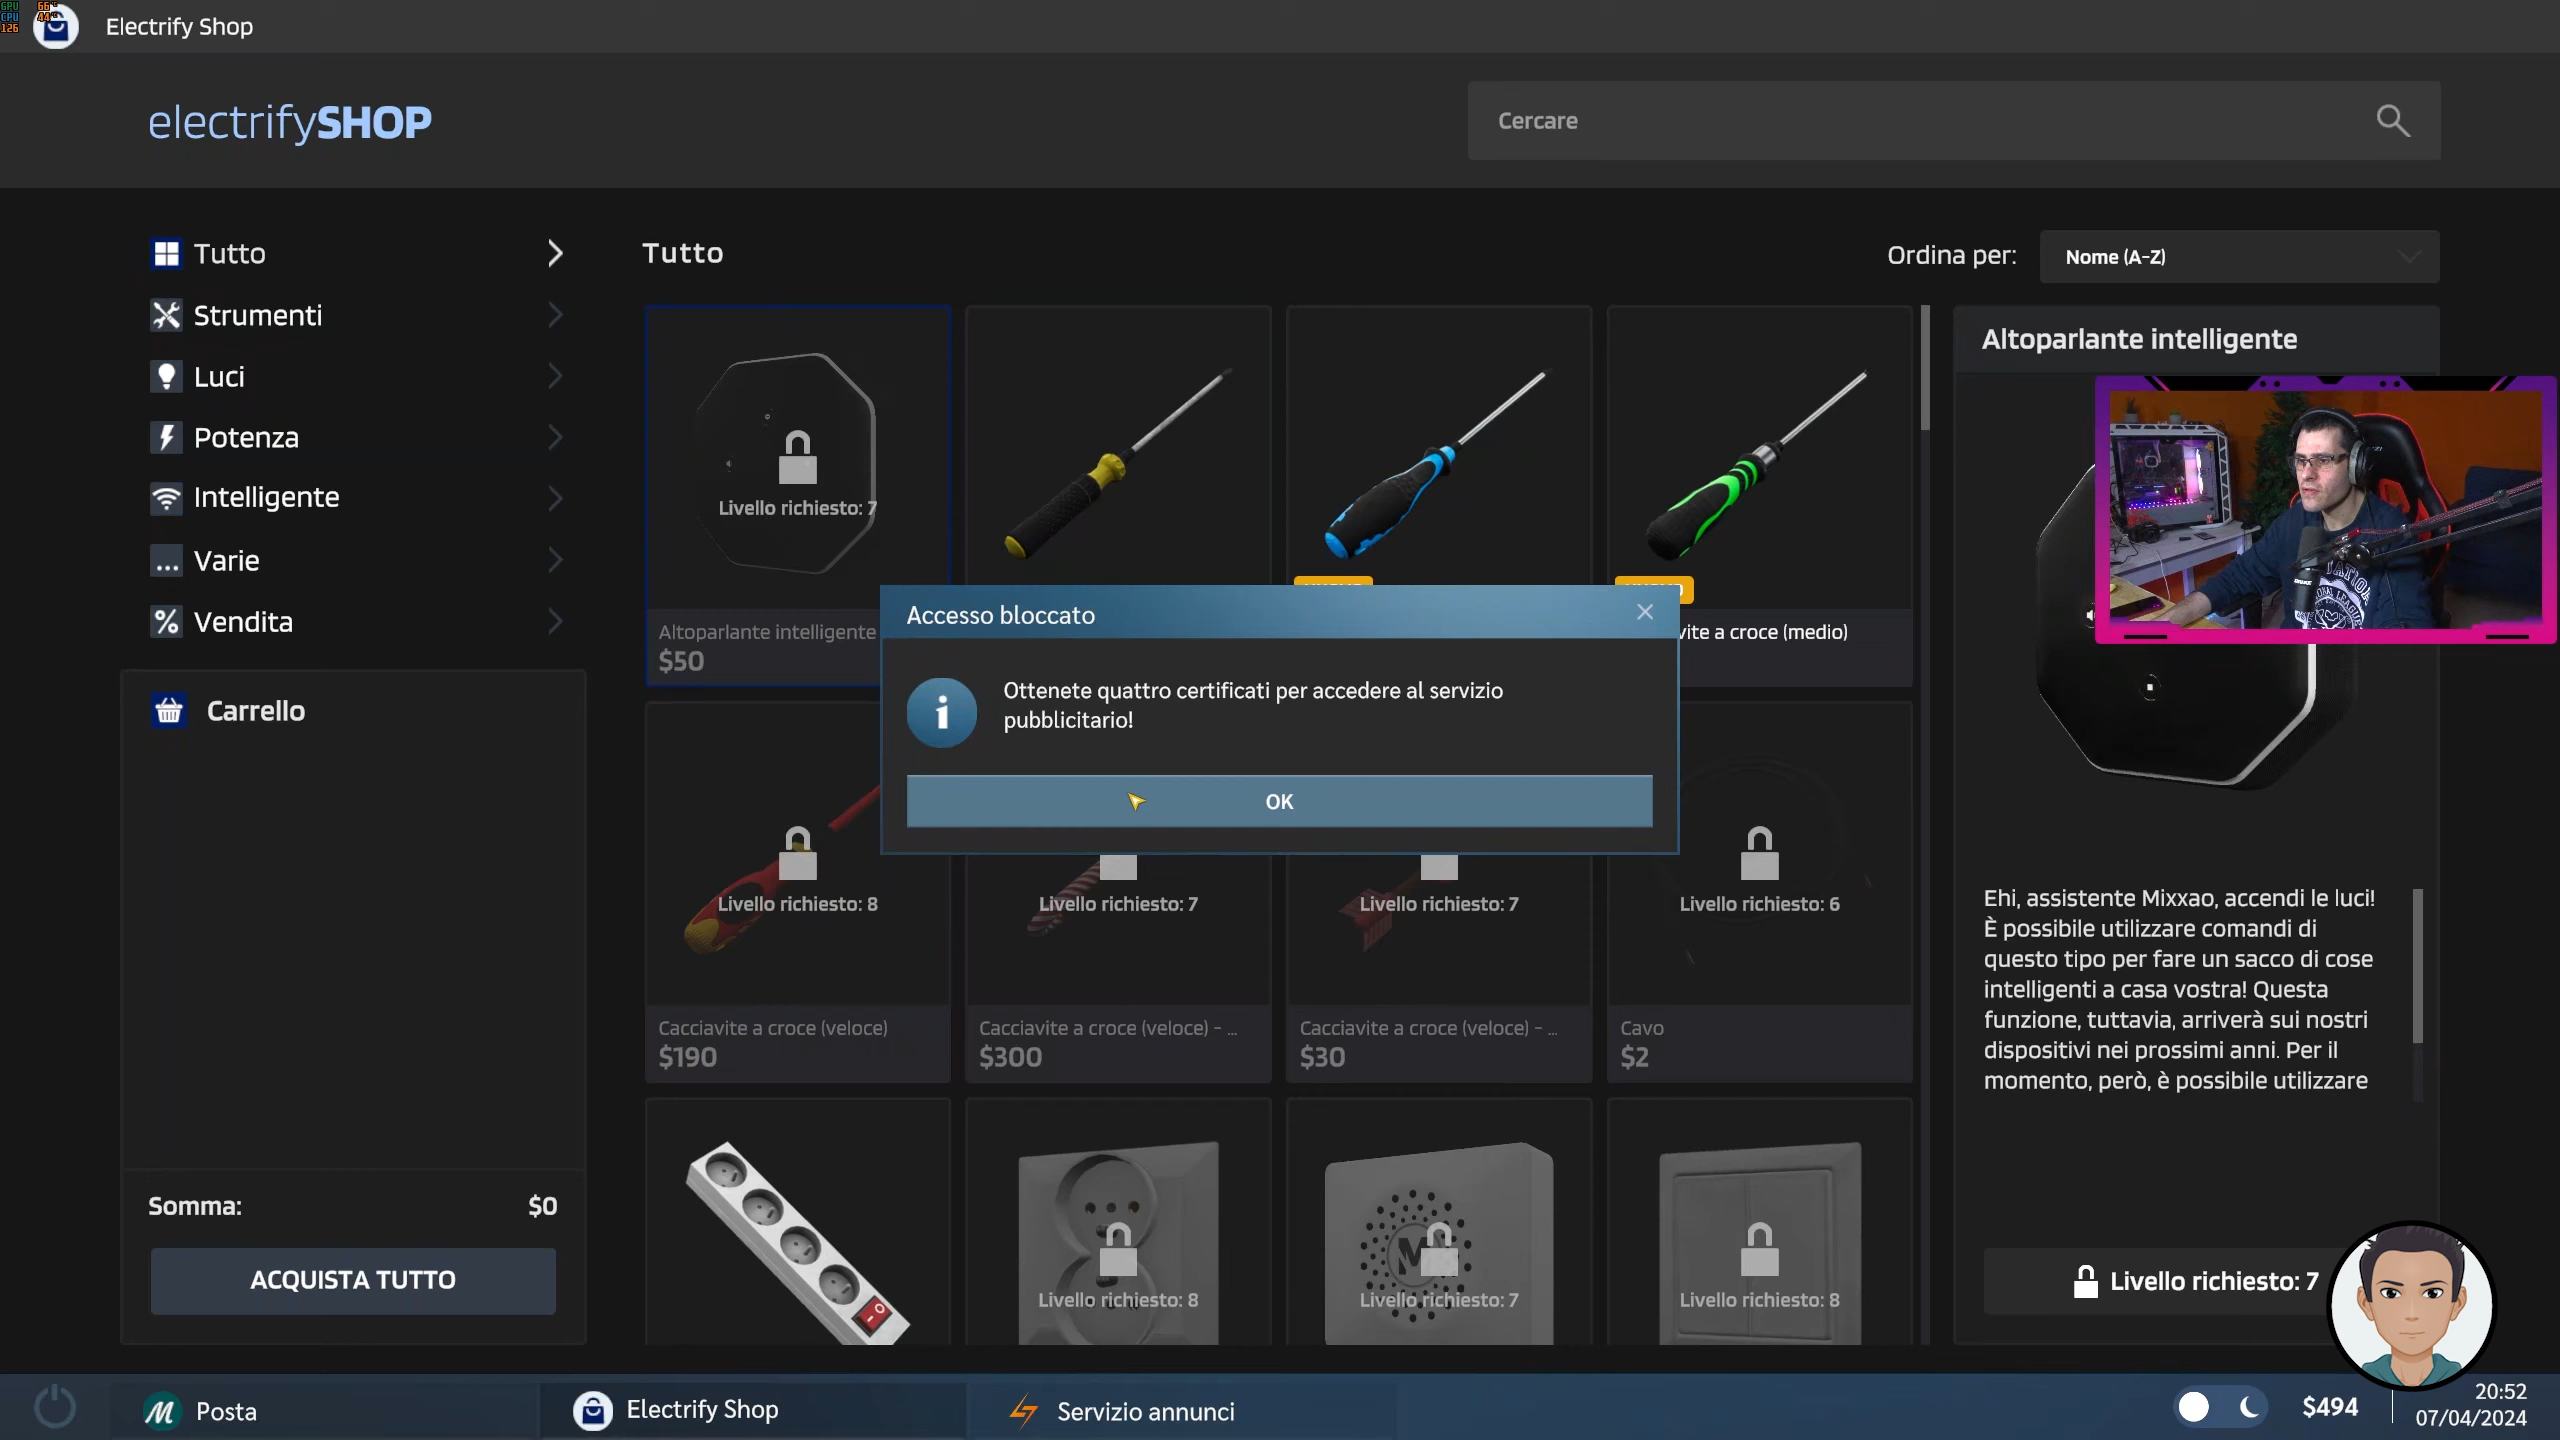 GPU 66°
CPU 44°
126
Electrify Shop
electrifySHOP
Cercare
Tutto
Strumenti
Luci
Potenza
Intelligente
Varie
Vendita
Carrello
Somma: $0
ACQUISTA TUTTO
Tutto
Ordina per: Nome (A-Z)
Livello richiesto: 7
Altoparlante intelligente
$50
vite a croce (medio)
Accesso bloccato
Ottenete quattro certificati per accedere al servizio
pubblicitario!
OK
Livello richiesto: 8
Livello richiesto: 7
Livello richiesto: 7
Livello richiesto: 6
Cacciavite a croce (veloce)
$190
Cacciavite a croce (veloce) - ...
$300
Cacciavite a croce (veloce) - ...
$30
Cavo
$2
Livello richiesto: 8
Livello richiesto: 7
Livello richiesto: 8
Altoparlante intelligente
Ehi, assistente Mixxao, accendi le luci!
È possibile utilizzare comandi di
questo tipo per fare un sacco di cose
intelligenti a casa vostra! Questa
funzione, tuttavia, arriverà sui nostri
dispositivi nei prossimi anni. Per il
momento, però, è possibile utilizzare
Livello richiesto: 7
Posta
Electrify Shop
Servizio annunci
$494
20:52
07/04/2024